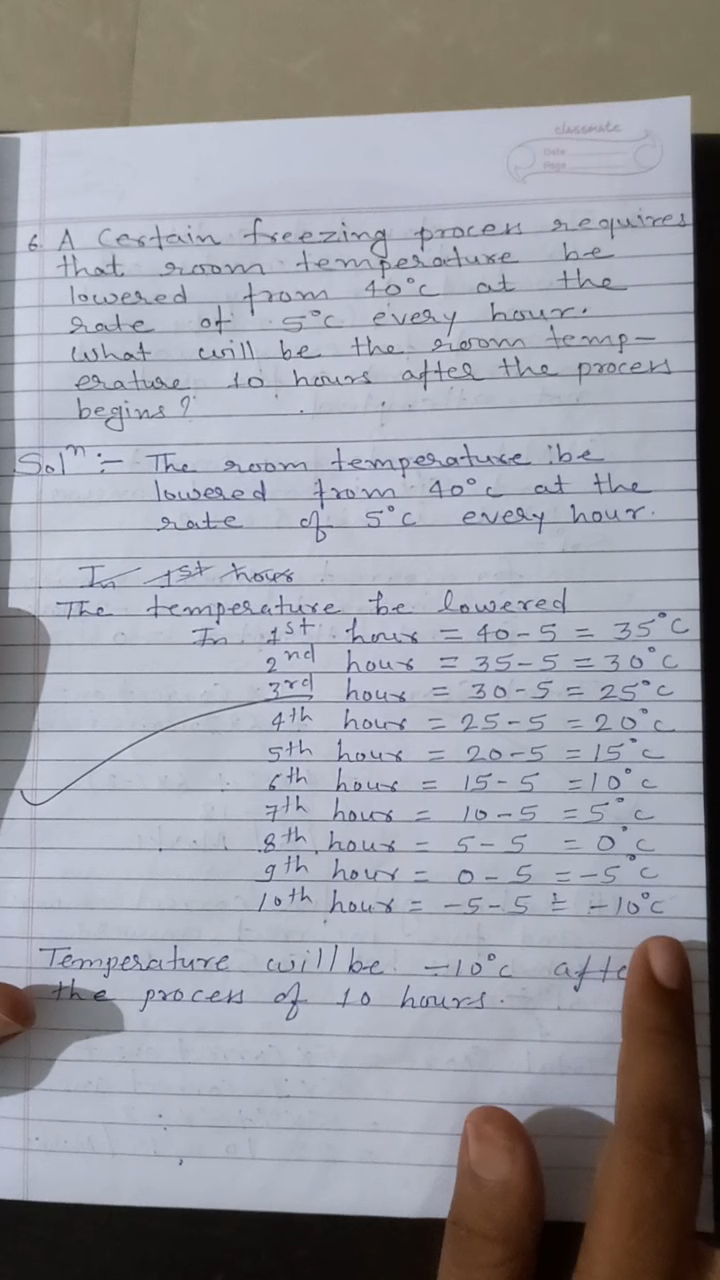 classmate
Date
Page
6. A Certain freezing process requires
that room temperature be
lowered from 40°c at the
rate of 5°c every hour.
What will be the room temp-
erature 10 hours after the process
begins?
Solⁿ :- The room temperature be
lowered from 40°c at the
rate of 5°c every hour.
In 1st hour
The temperature be lowered
In 1st hour = 40-5 = 35°C
2nd hour = 35-5 = 30°C
3rd hour = 30-5 = 25°C
4th hour = 25-5 = 20°C
5th hour = 20-5 = 15°C
6th hour = 15-5 = 10°C
7th hour = 10-5 = 5°C
8th hour = 5-5 = 0°C
9th hour = 0-5 = -5°C
10th hour = -5-5 = -10°C
Temperature will be -10°c afte
the process of 10 hours.